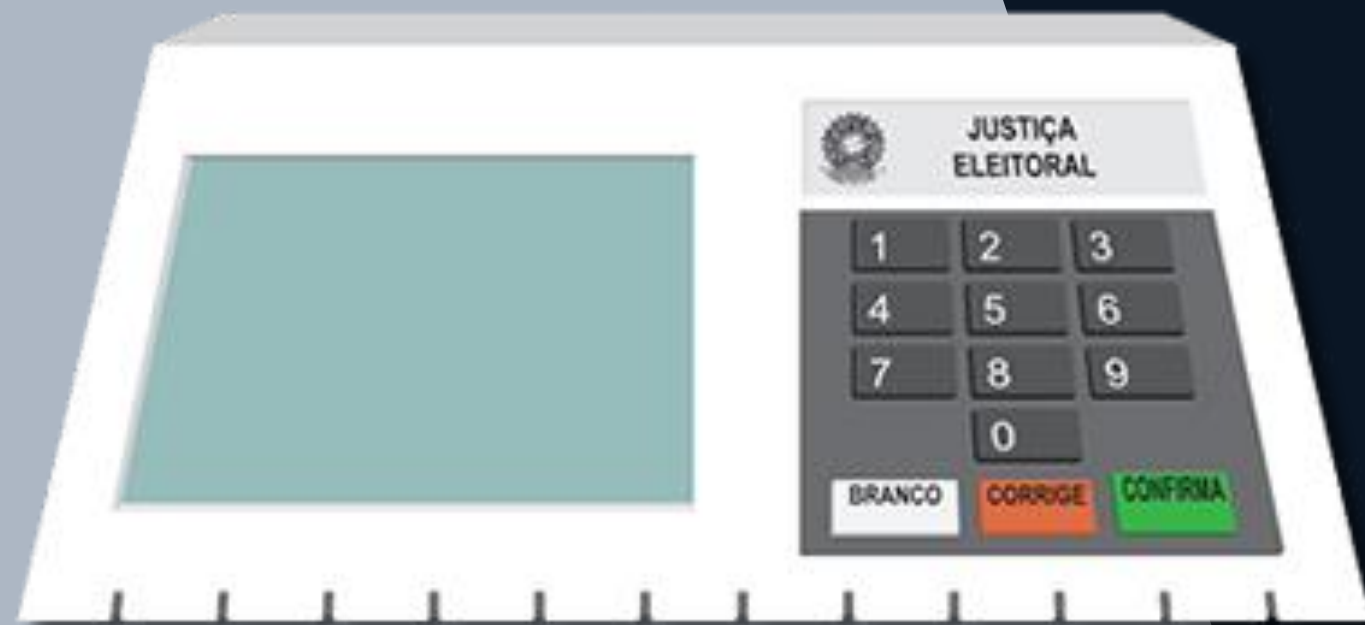 JUSTIÇA
ELEITORAL
1 2 3
4 5 6
7 8 9
0
BRANCO CORRIGE CONFIRMA